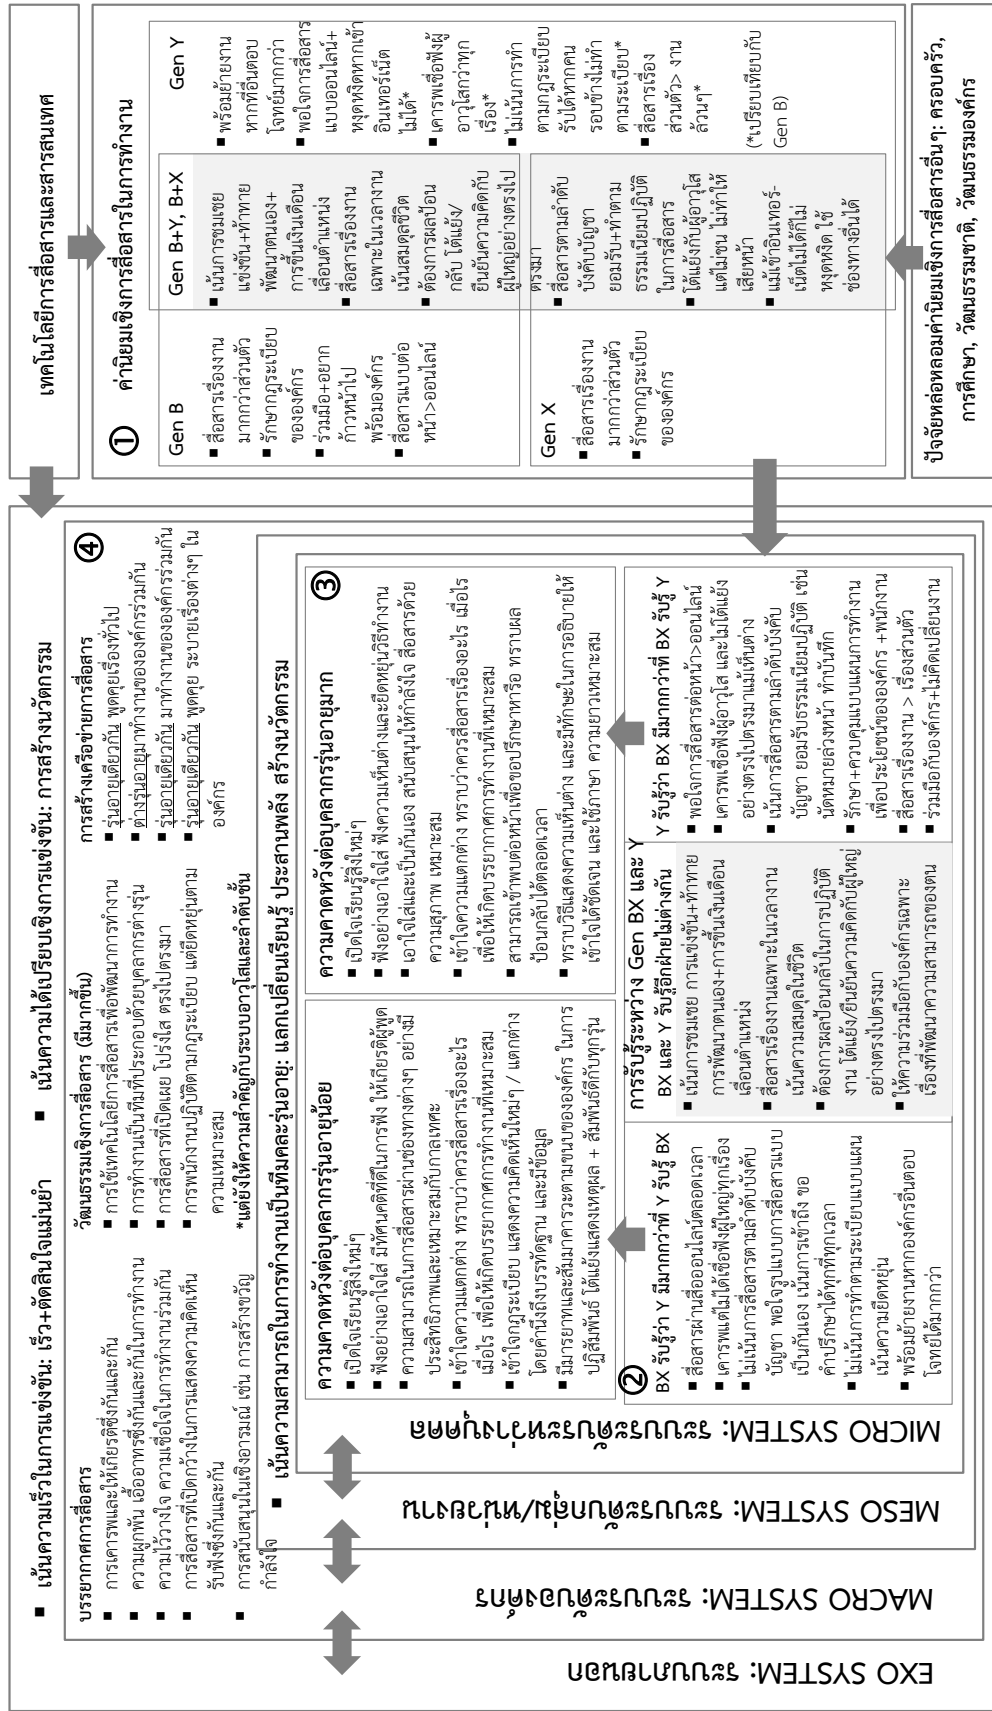 เทคโนโลยีการสื่อสารและสารสนเทศ
① ค่านิยมเชิงการสื่อสารในการทำงาน
Gen B
■ สื่อสารเรื่องงาน
มากกว่าส่วนตัว
■ รักษากฎระเบียบ
ขององค์กร
■ ร่วมมือ+อยาก
ก้าวหน้าไป
พร้อมองค์กร
■ สื่อสารแบบต่อ
หน้า>ออนไลน์
Gen B+Y, B+X
■ เน้นการชมเชย
แข่งขัน+ท้าทาย
พัฒนาตนเอง+
การขึ้นเงินเดือน
เลื่อนตำแหน่ง
■ สื่อสารเรื่องงาน
เฉพาะในเวลางาน
เน้นสมดุลชีวิต
■ ต้องการผลป้อน
กลับ โต้แย้ง/
ยืนยันความคิดกับ
ผู้ใหญ่อย่างตรงไป
ตรงมา
■ สื่อสารตามลำดับ
บังคับบัญชา
ยอมรับ+ทำตาม
ธรรมเนียมปฏิบัติ
ในการสื่อสาร
■ โต้แย้งกับผู้อาวุโส
แต่ไม่ชน ไม่ทำให้
เสียหน้า
■ แม้เข้าอินเทอร์-
เน็ตไม่ได้ก็ไม่
หงุดหงิด ใช้
ช่องทางอื่นได้
Gen Y
■ พร้อมย้ายงาน
หากที่อื่นตอบ
โจทย์มากกว่า
■ พอใจการสื่อสาร
แบบออนไลน์+
หงุดหงิดหากเข้า
อินเทอร์เน็ต
ไม่ได้*
■ เคารพเชื่อฟังผู้
อาวุโสกว่าทุก
เรื่อง*
■ ไม่เน้นการทำ
ตามกฎระเบียบ
รับได้หากคน
รอบข้างไม่ทำ
ตามระเบียบ*
■ สื่อสารเรื่อง
ส่วนตัว> งาน
ล้วนๆ*
(*เปรียบเทียบกับ
Gen B)
Gen X
■ สื่อสารเรื่องงาน
มากกว่าส่วนตัว
■ รักษากฎระเบียบ
ขององค์กร
ปัจจัยหล่อหลอมค่านิยมเชิงการสื่อสารอื่นๆ: ครอบครัว,
การศึกษา, วัฒนธรรมชาติ, วัฒนธรรมองค์กร
■ เน้นความเร็วในการแข่งขัน: เร็ว+ตัดสินใจแม่นยำ ■ เน้นความได้เปรียบเชิงการแข่งขัน: การสร้างนวัตกรรม
บรรยากาศการสื่อสาร
■ การเคารพและให้เกียรติซึ่งกันและกัน
■ ความผูกพัน เอื้ออาทรซึ่งกันและกันในการทำงาน
■ ความไว้วางใจ ความเชื่อใจในการทำงานร่วมกัน
■ การสื่อสารที่เปิดกว้างในการแสดงความคิดเห็น
รับฟังซึ่งกันและกัน
■ การสนับสนุนในเชิงอารมณ์ เช่น การสร้างขวัญ
กำลังใจ
วัฒนธรรมเชิงการสื่อสาร (มีมากขึ้น)
■ การใช้เทคโนโลยีการสื่อสารเพื่อพัฒนาการทำงาน
■ การทำงานเป็นทีมที่ประกอบด้วยบุคลากรต่างรุ่น
■ การสื่อสารที่เปิดเผย โปร่งใส ตรงไปตรงมา
■ การพนักงานปฏิบัติตามกฎระเบียบ แต่ยืดหยุ่นตาม
ความเหมาะสม
*แต่ยังให้ความสำคัญกับระบบอาวุโสและลำดับชั้น
การสร้างเครือข่ายการสื่อสาร ④
■ รุ่นอายุเดียวกัน พูดคุยเรื่องทั่วไป
■ ต่างรุ่นอายุมาทำงานขององค์กรร่วมกัน
■ รุ่นอายุเดียวกัน มาทำงานขององค์กรร่วมกัน
■ รุ่นอายุเดียวกัน พูดคุย ระบายเรื่องต่างๆ ใน
องค์กร
■ เน้นความสามารถในการทำงานเป็นทีมคละรุ่นอายุ: แลกเปลี่ยนเรียนรู้ ประสานพลัง สร้างนวัตกรรม
ความคาดหวังต่อบุคลากรรุ่นอายุน้อย
■ เปิดใจเรียนรู้สิ่งใหม่ๆ
■ ฟังอย่างเอาใจใส่ มีทัศนคติที่ดีในการฟัง ให้เกียรติผู้พูด
■ ความสามารถในการสื่อสารผ่านช่องทางต่างๆ อย่างมี
ประสิทธิภาพและเหมาะสมกับกาลเทศะ
■ เข้าใจความแตกต่าง ทราบว่าควรสื่อสารเรื่องอะไร
เมื่อไร เพื่อให้เกิดบรรยากาศการทำงานที่เหมาะสม
■ เข้าใจกฎระเบียบ แสดงความคิดเห็นใหม่ๆ / แตกต่าง
โดยคำนึงถึงบรรทัดฐาน และมีข้อมูล
■ มีมารยาทและสัมมาคารวะตามขนบขององค์กร ในการ
ปฏิสัมพันธ์ โต้แย้งแสดงเหตุผล + สัมพันธ์ดีกับทุกรุ่น
ความคาดหวังต่อบุคลากรรุ่นอายุมาก ③
■ เปิดใจเรียนรู้สิ่งใหม่ๆ
■ ฟังอย่างเอาใจใส่ ฟังความเห็นต่างและยืดหยุ่นวิธีทำงาน
■ เอาใจใส่และเป็นกันเอง สนับสนุนให้กำลังใจ สื่อสารด้วย
ความสุภาพ เหมาะสม
■ เข้าใจความแตกต่าง ทราบว่าควรสื่อสารเรื่องอะไร เมื่อไร
เพื่อให้เกิดบรรยากาศการทำงานที่เหมาะสม
■ สามารถเข้าพบต่อหน้าเพื่อขอปรึกษาหารือ ทราบผล
ป้อนกลับได้ตลอดเวลา
■ ทราบวิธีแสดงความเห็นต่าง และมีทักษะในการอธิบายให้
เข้าใจได้ชัดเจน และใช้ภาษา ความยาวเหมาะสม
② การรับรู้ระหว่าง Gen BX และ Y
BX รับรู้ว่า Y มีมากกว่าที่ Y รับรู้ BX
■ สื่อสารผ่านสื่อออนไลน์ตลอดเวลา
■ เคารพแต่ไม่ได้เชื่อฟังผู้ใหญ่ทุกเรื่อง
■ ไม่เน้นการสื่อสารตามลำดับบังคับ
บัญชา พอใจรูปแบบการสื่อสารแบบ
เป็นกันเอง เน้นการเข้าถึง ขอ
คำปรึกษาได้ทุกที่ทุกเวลา
■ ไม่เน้นการทำตามระเบียบแบบแผน
เน้นความยืดหยุ่น
■ พร้อมย้ายงานหากองค์กรอื่นตอบ
โจทย์ได้มากกว่า
BX และ Y รับรู้อีกฝ่ายไม่ต่างกัน
■ เน้นการชมเชย การแข่งขัน+ท้าทาย
การพัฒนาตนเอง+การขึ้นเงินเดือน
เลื่อนตำแหน่ง
■ สื่อสารเรื่องงานเฉพาะในเวลางาน
เน้นความสมดุลในชีวิต
■ ต้องการผลป้อนกลับในการปฏิบัติ
งาน โต้แย้ง/ยืนยันความคิดกับผู้ใหญ่
อย่างตรงไปตรงมา
■ ให้ความร่วมมือกับองค์กรเฉพาะ
เรื่องที่พัฒนาความสามารถของตน
Y รับรู้ว่า BX มีมากกว่าที่ BX รับรู้ Y
■ พอใจการสื่อสารต่อหน้า>ออนไลน์
■ เคารพเชื่อฟังผู้อาวุโส และไม่โต้แย้ง
อย่างตรงไปตรงมาแม้เห็นต่าง
■ เน้นการสื่อสารตามลำดับบังคับ
บัญชา ยอมรับธรรมเนียมปฏิบัติ เช่น
นัดหมายล่วงหน้า ทำบันทึก
■ รักษา+ควบคุมแบบแผนการทำงาน
เพื่อประโยชน์ขององค์กร +พนักงาน
■ สื่อสารเรื่องงาน > เรื่องส่วนตัว
■ ร่วมมือกับองค์กร+ไม่คิดเปลี่ยนงาน
MICRO SYSTEM: ระบบระดับระหว่างบุคคล
MESO SYSTEM: ระบบระดับกลุ่ม/หน่วยงาน
MACRO SYSTEM: ระบบระดับองค์กร
EXO SYSTEM: ระบบภายนอก